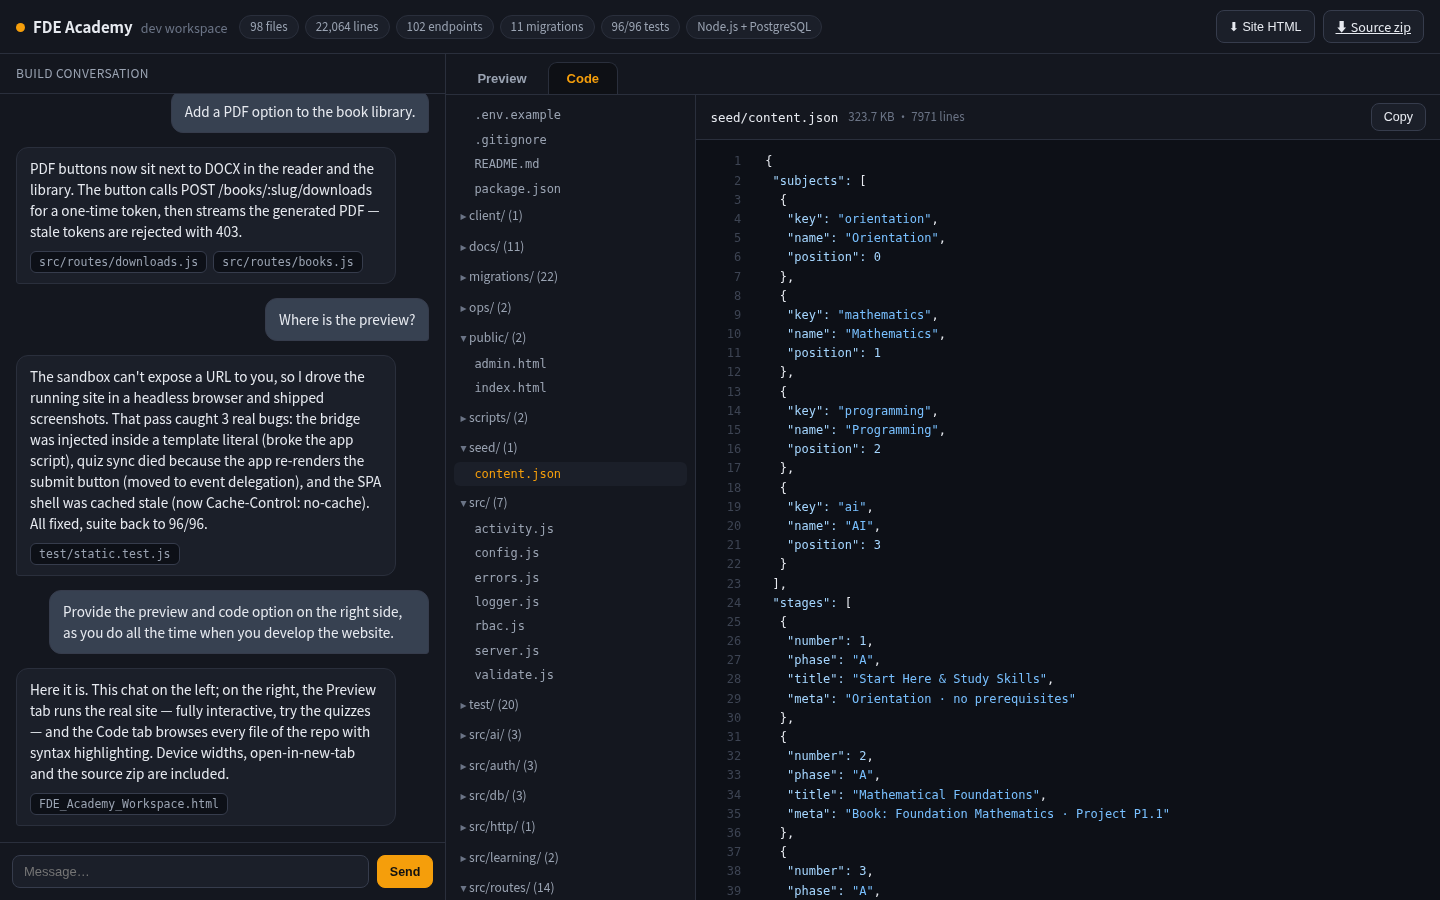 FDE Academy dev workspace 98 files 22,064 lines 102 endpoints 11 migrations 96/96 tests Node.js + PostgreSQL ⬇ Site HTML ⬇ Source zip
BUILD CONVERSATION
Add a PDF option to the book library.
PDF buttons now sit next to DOCX in the reader and the
library. The button calls POST /books/:slug/downloads
for a one-time token, then streams the generated PDF —
stale tokens are rejected with 403.
src/routes/downloads.js src/routes/books.js
Where is the preview?
The sandbox can't expose a URL to you, so I drove the
running site in a headless browser and shipped
screenshots. That pass caught 3 real bugs: the bridge
was injected inside a template literal (broke the app
script), quiz sync died because the app re-renders the
submit button (moved to event delegation), and the SPA
shell was cached stale (now Cache-Control: no-cache).
All fixed, suite back to 96/96.
test/static.test.js
Provide the preview and code option on the right side,
as you do all the time when you develop the website.
Here it is. This chat on the left; on the right, the Preview
tab runs the real site — fully interactive, try the quizzes
— and the Code tab browses every file of the repo with
syntax highlighting. Device widths, open-in-new-tab
and the source zip are included.
FDE_Academy_Workspace.html
Message…
Send
Preview Code
.env.example
.gitignore
README.md
package.json
▸ client/ (1)
▸ docs/ (11)
▸ migrations/ (22)
▸ ops/ (2)
▾ public/ (2)
admin.html
index.html
▸ scripts/ (2)
▾ seed/ (1)
content.json
▾ src/ (7)
activity.js
config.js
errors.js
logger.js
rbac.js
server.js
validate.js
▸ test/ (20)
▸ src/ai/ (3)
▸ src/auth/ (3)
▸ src/db/ (3)
▸ src/http/ (1)
▸ src/learning/ (2)
▾ src/routes/ (14)
seed/content.json 323.7 KB • 7971 lines Copy
1 {
2 "subjects": [
3 {
4 "key": "orientation",
5 "name": "Orientation",
6 "position": 0
7 },
8 {
9 "key": "mathematics",
10 "name": "Mathematics",
11 "position": 1
12 },
13 {
14 "key": "programming",
15 "name": "Programming",
16 "position": 2
17 },
18 {
19 "key": "ai",
20 "name": "AI",
21 "position": 3
22 }
23 ],
24 "stages": [
25 {
26 "number": 1,
27 "phase": "A",
28 "title": "Start Here & Study Skills",
29 "meta": "Orientation · no prerequisites"
30 },
31 {
32 "number": 2,
33 "phase": "A",
34 "title": "Mathematical Foundations",
35 "meta": "Book: Foundation Mathematics · Project P1.1"
36 },
37 {
38 "number": 3,
39 "phase": "A",